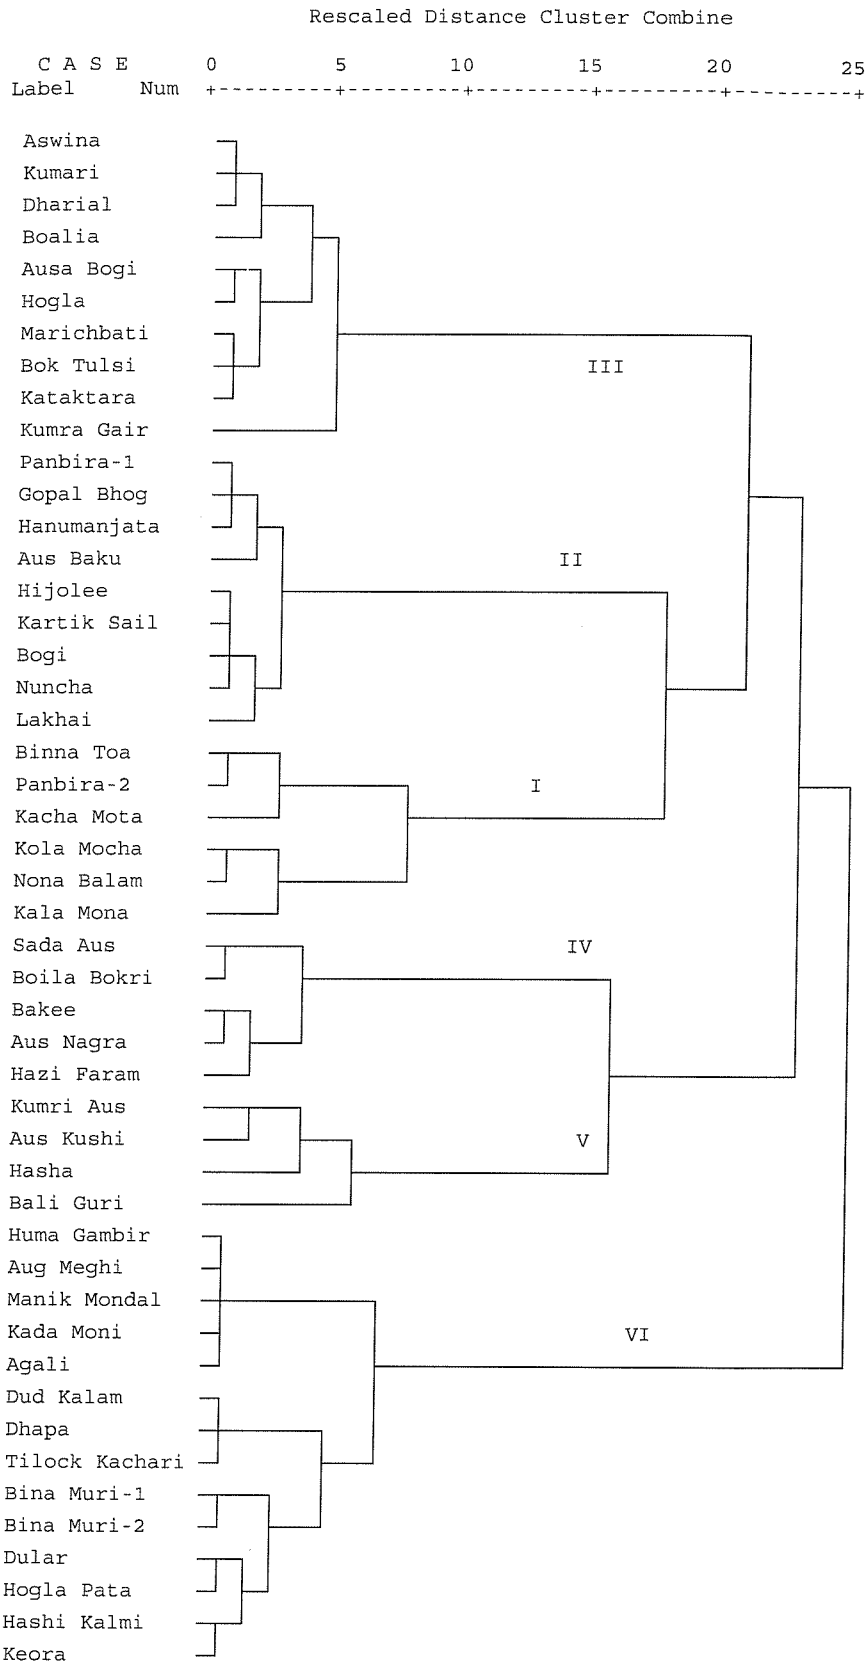 Rescaled Distance Cluster Combine
C A S E 0 5 10 15 20 25
Label Num +---------+---------+---------+---------+---------+
Aswina
Kumari
Dharial
Boalia
Ausa Bogi
Hogla
Marichbati
Bok Tulsi
III
Kataktara
Kumra Gair
Panbira-1
Gopal Bhog
Hanumanjata
Aus Baku
II
Hijolee
Kartik Sail
Bogi
Nuncha
Lakhai
Binna Toa
Panbira-2
I
Kacha Mota
Kola Mocha
Nona Balam
Kala Mona
Sada Aus
IV
Boila Bokri
Bakee
Aus Nagra
Hazi Faram
Kumri Aus
Aus Kushi
V
Hasha
Bali Guri
Huma Gambir
Aug Meghi
Manik Mondal
Kada Moni
VI
Agali
Dud Kalam
Dhapa
Tilock Kachari
Bina Muri-1
Bina Muri-2
Dular
Hogla Pata
Hashi Kalmi
Keora